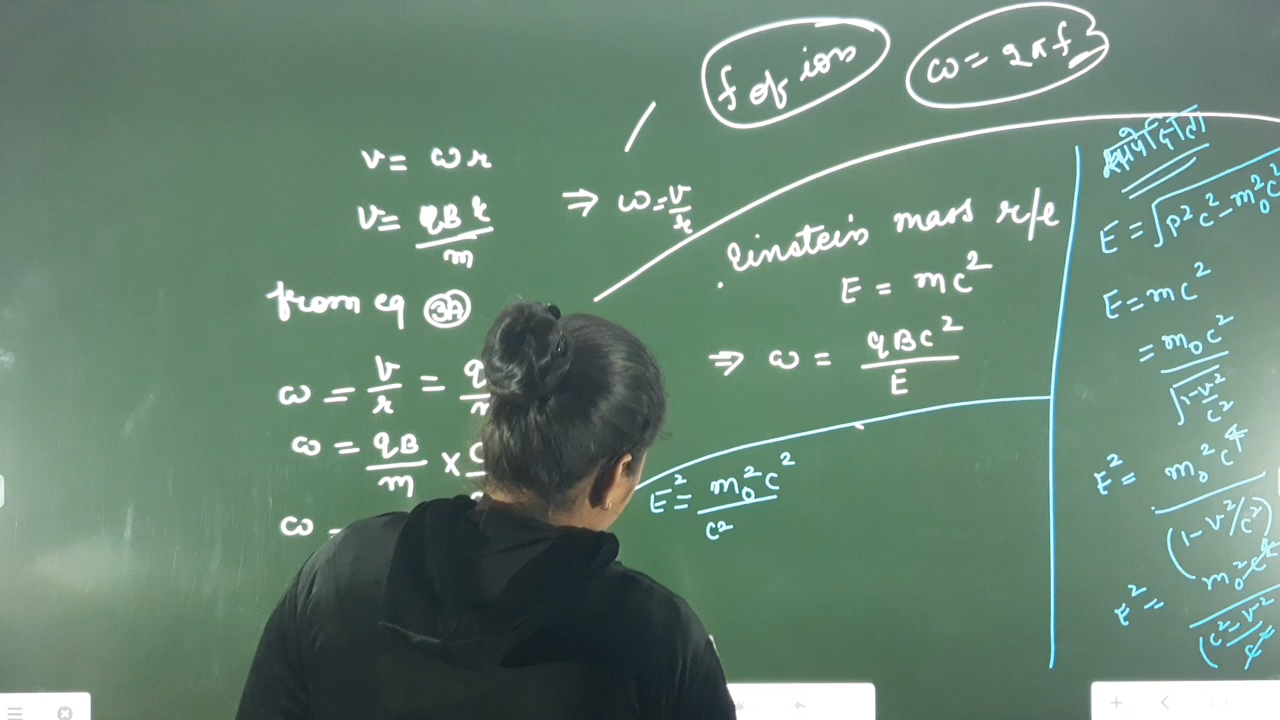 f of ion
ω = 2πf
v = ωr
v = qBr/m
⇒ ω = v/r
from eq 3A
ω = v/r =
ω = qB/m ×
ω =
Einstein's mass r/e
E = mc²
⇒ ω = qBc²/E
E² = m₀²c²/c²
E = √p²c² - m₀²c²
E = mc²
= m₀c²/√1-v²/c²
E² = m₀²c⁴/(1-v²/c²)
E² =